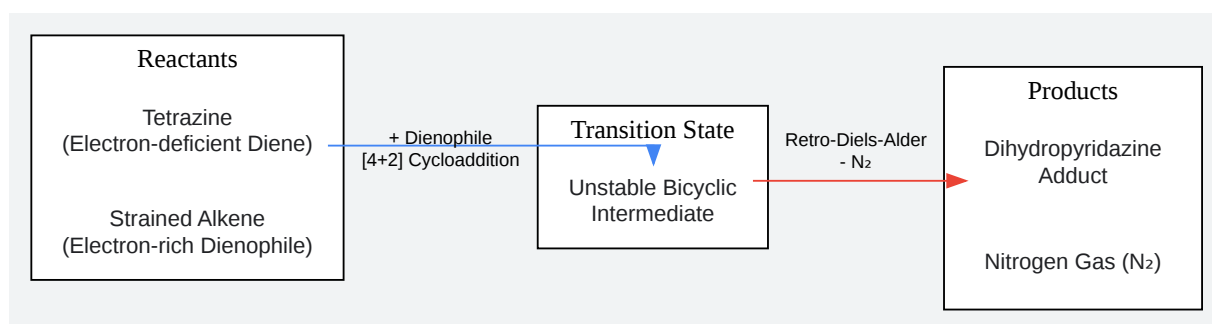 Reactants
Tetrazine
(Electron-deficient Diene)
Strained Alkene
(Electron-rich Dienophile)
+ Dienophile
[4+2] Cycloaddition
Transition State
Unstable Bicyclic
Intermediate
Retro-Diels-Alder
- N₂
Products
Dihydropyridazine
Adduct
Nitrogen Gas (N₂)